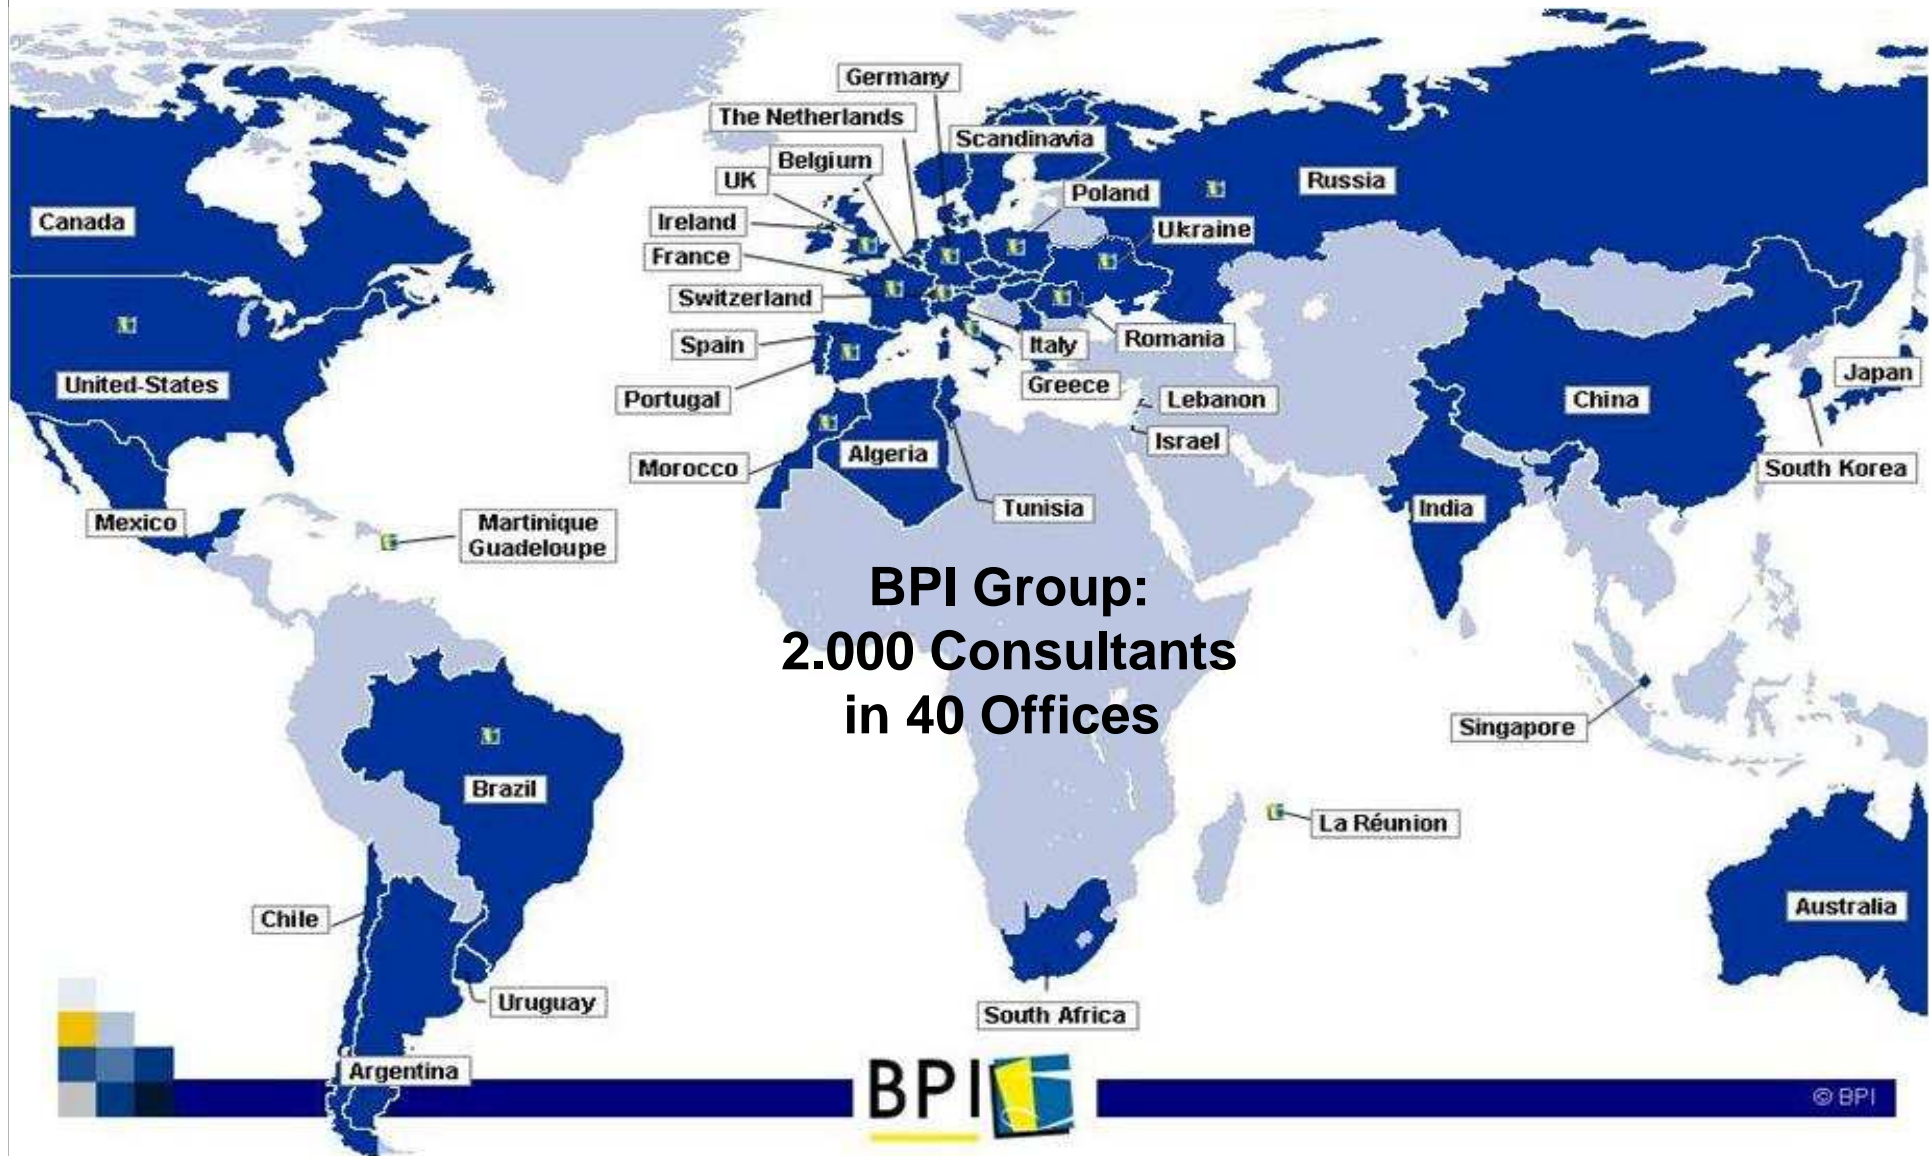 Germany
The Netherlands
Scandinavia
Belgium
UK
Poland
Russia
Canada
Ireland
Ukraine
France
Switzerland
Spain
Italy
Romania
Japan
United-States
Greece
Portugal
Lebanon
China
Israel
Algeria
Morocco
South Korea
Tunisia
India
Mexico
Martinique
Guadeloupe
BPI Group:
2.000 Consultants
in 40 Offices
Singapore
Brazil
La Réunion
Chile
Australia
Uruguay
South Africa
Argentina
BPI
© BPI